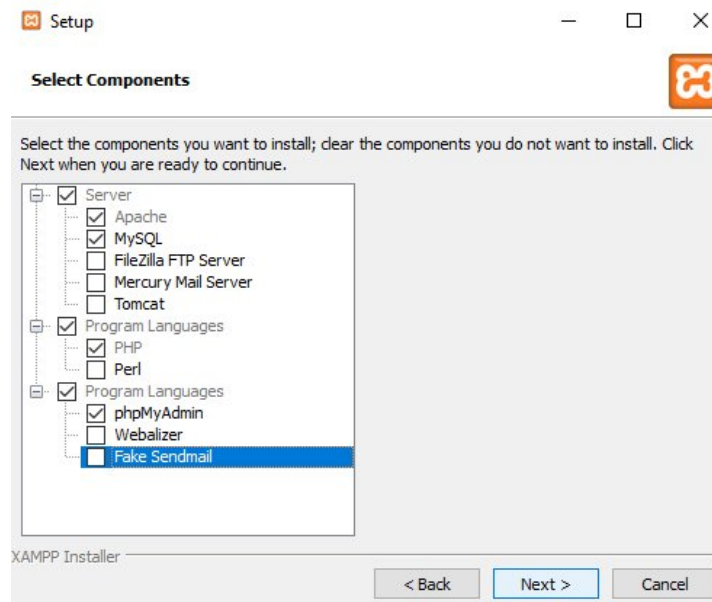 Setup
Select Components
Select the components you want to install; clear the components you do not want to install. Click
Next when you are ready to continue.
Server
Apache
MySQL
FileZilla FTP Server
Mercury Mail Server
Tomcat
Program Languages
PHP
Perl
Program Languages
phpMyAdmin
Webalizer
Fake Sendmail
XAMPP Installer
< Back Next > Cancel